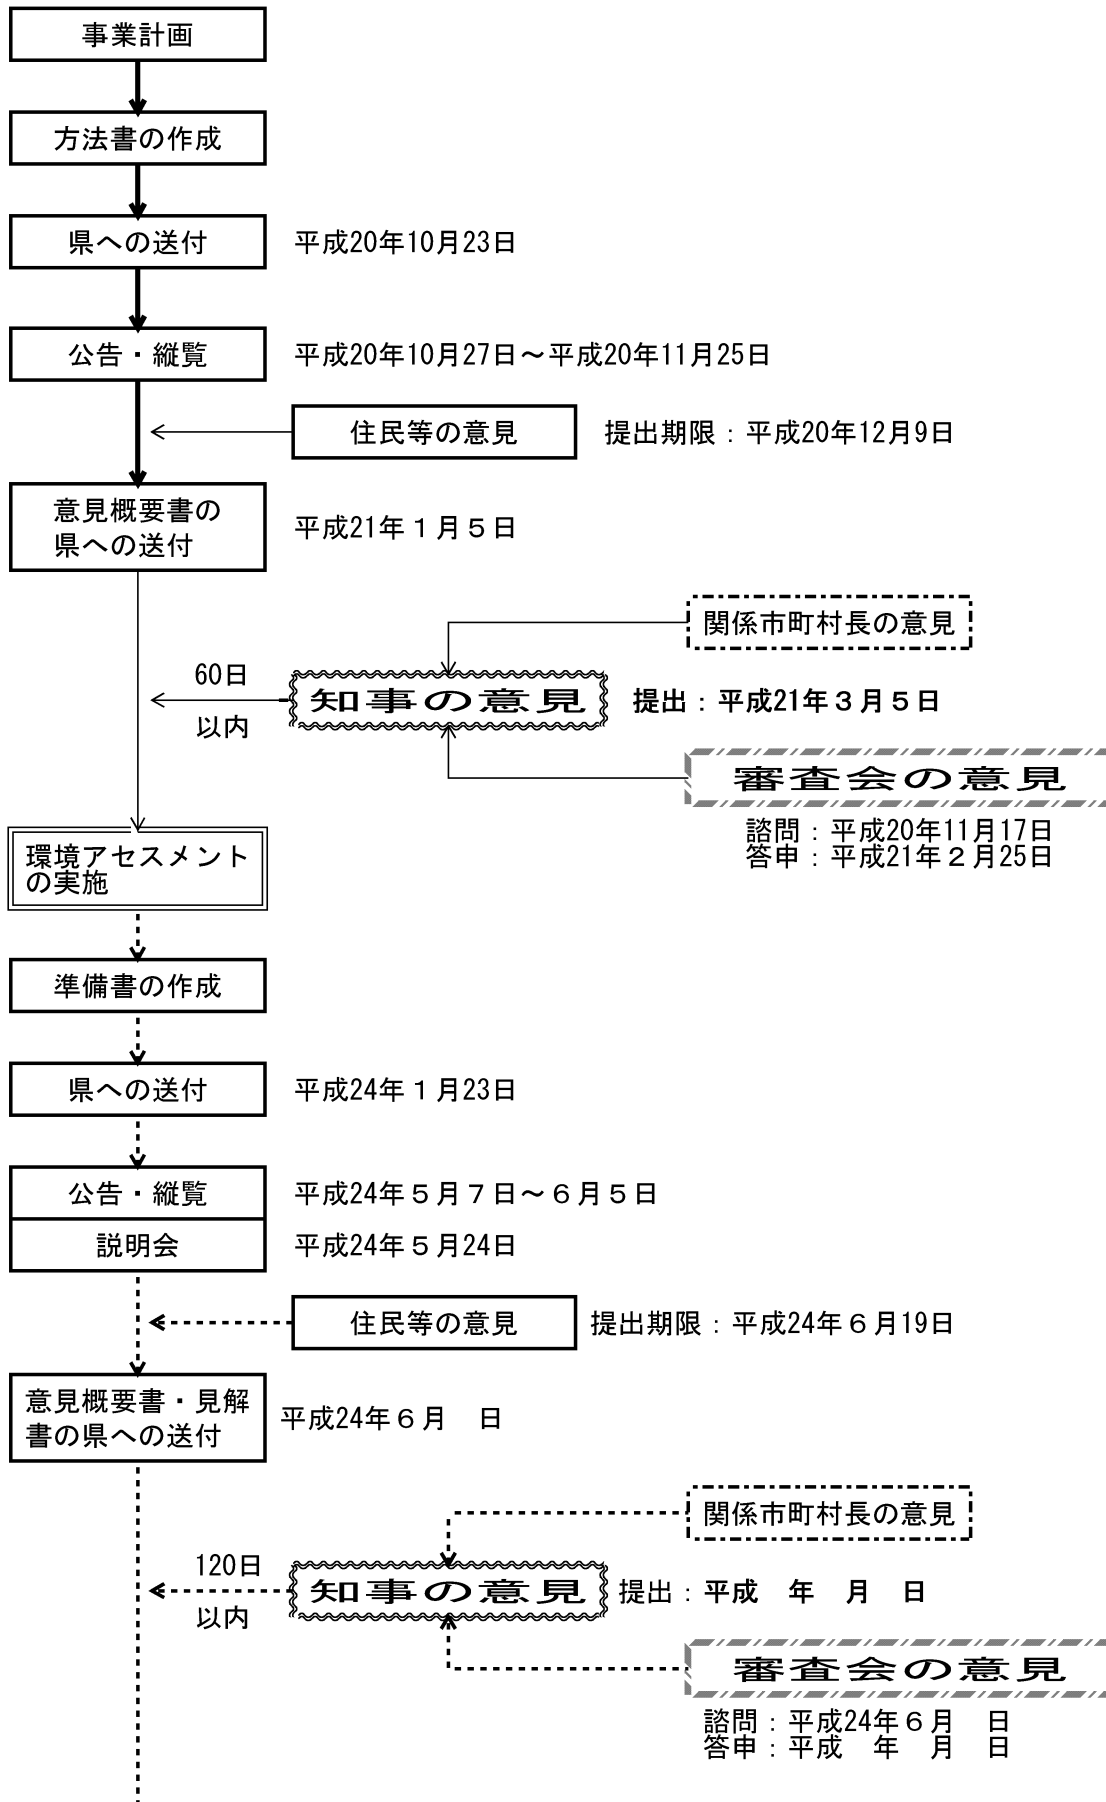 事業計画
方法書の作成
県への送付　平成20年10月23日
公告・縦覧　平成20年10月27日～平成20年11月25日
住民等の意見　提出期限：平成20年12月9日
意見概要書の
県への送付
平成21年１月５日
関係市町村長の意見
60日
以内
知事の意見　提出：平成21年３月５日
審査会の意見
諮問：平成20年11月17日
答申：平成21年２月25日
環境アセスメント
の実施
準備書の作成
県への送付　平成24年１月23日
公告・縦覧　平成24年５月７日～６月５日
説明会　平成24年５月24日
住民等の意見　提出期限：平成24年６月19日
意見概要書・見解
書の県への送付
平成24年６月　日
関係市町村長の意見
120日
以内
知事の意見　提出：平成　年　月　日
審査会の意見
諮問：平成24年６月　日
答申：平成　年　月　日